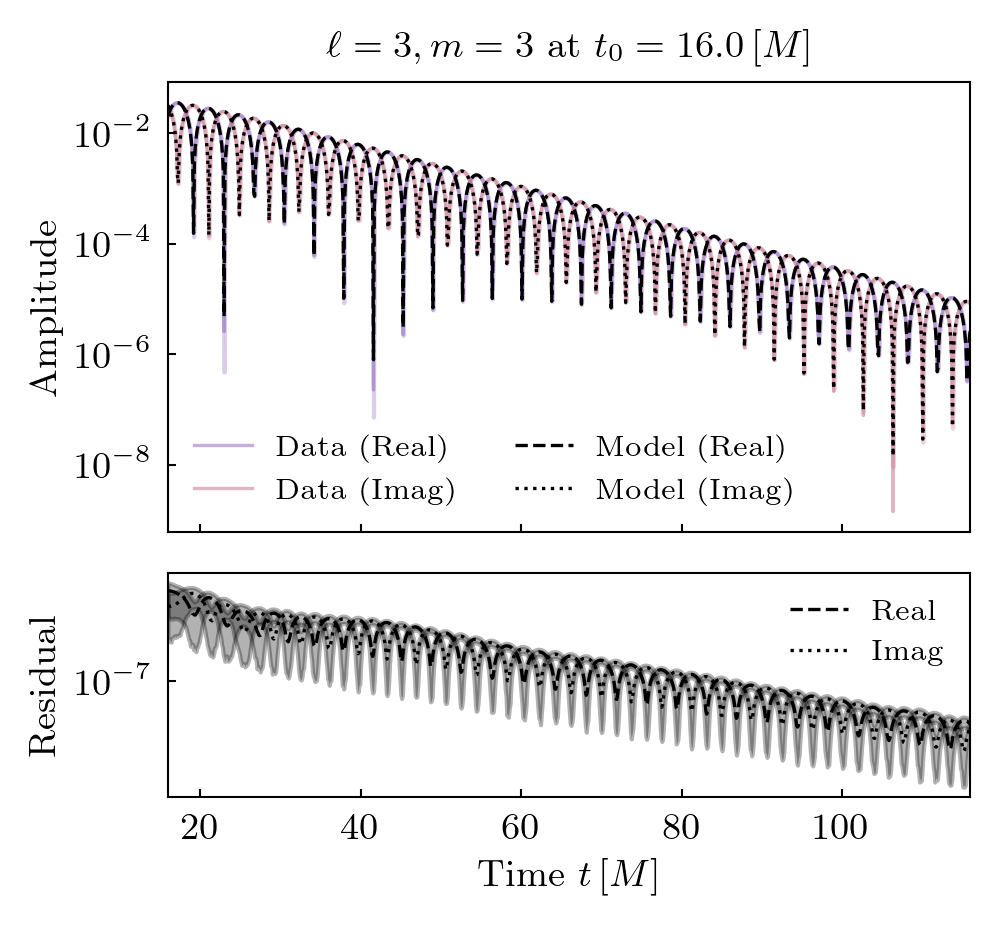 ℓ = 3, m = 3 at t₀ = 16.0 [M]
Amplitude
10⁻²
10⁻⁴
10⁻⁶
10⁻⁸
Data (Real)
Data (Imag)
Model (Real)
Model (Imag)
Residual
10⁻⁷
Real
Imag
20 40 60 80 100
Time t [M]